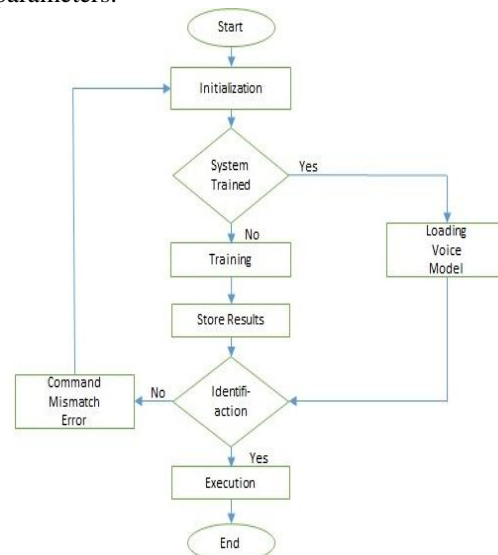 parameters.
Start
Initialization
System
Trained
Yes
No
Loading
Voice
Model
Training
Store Results
Identifi-
action
No
Command
Mismatch
Error
Yes
Execution
End